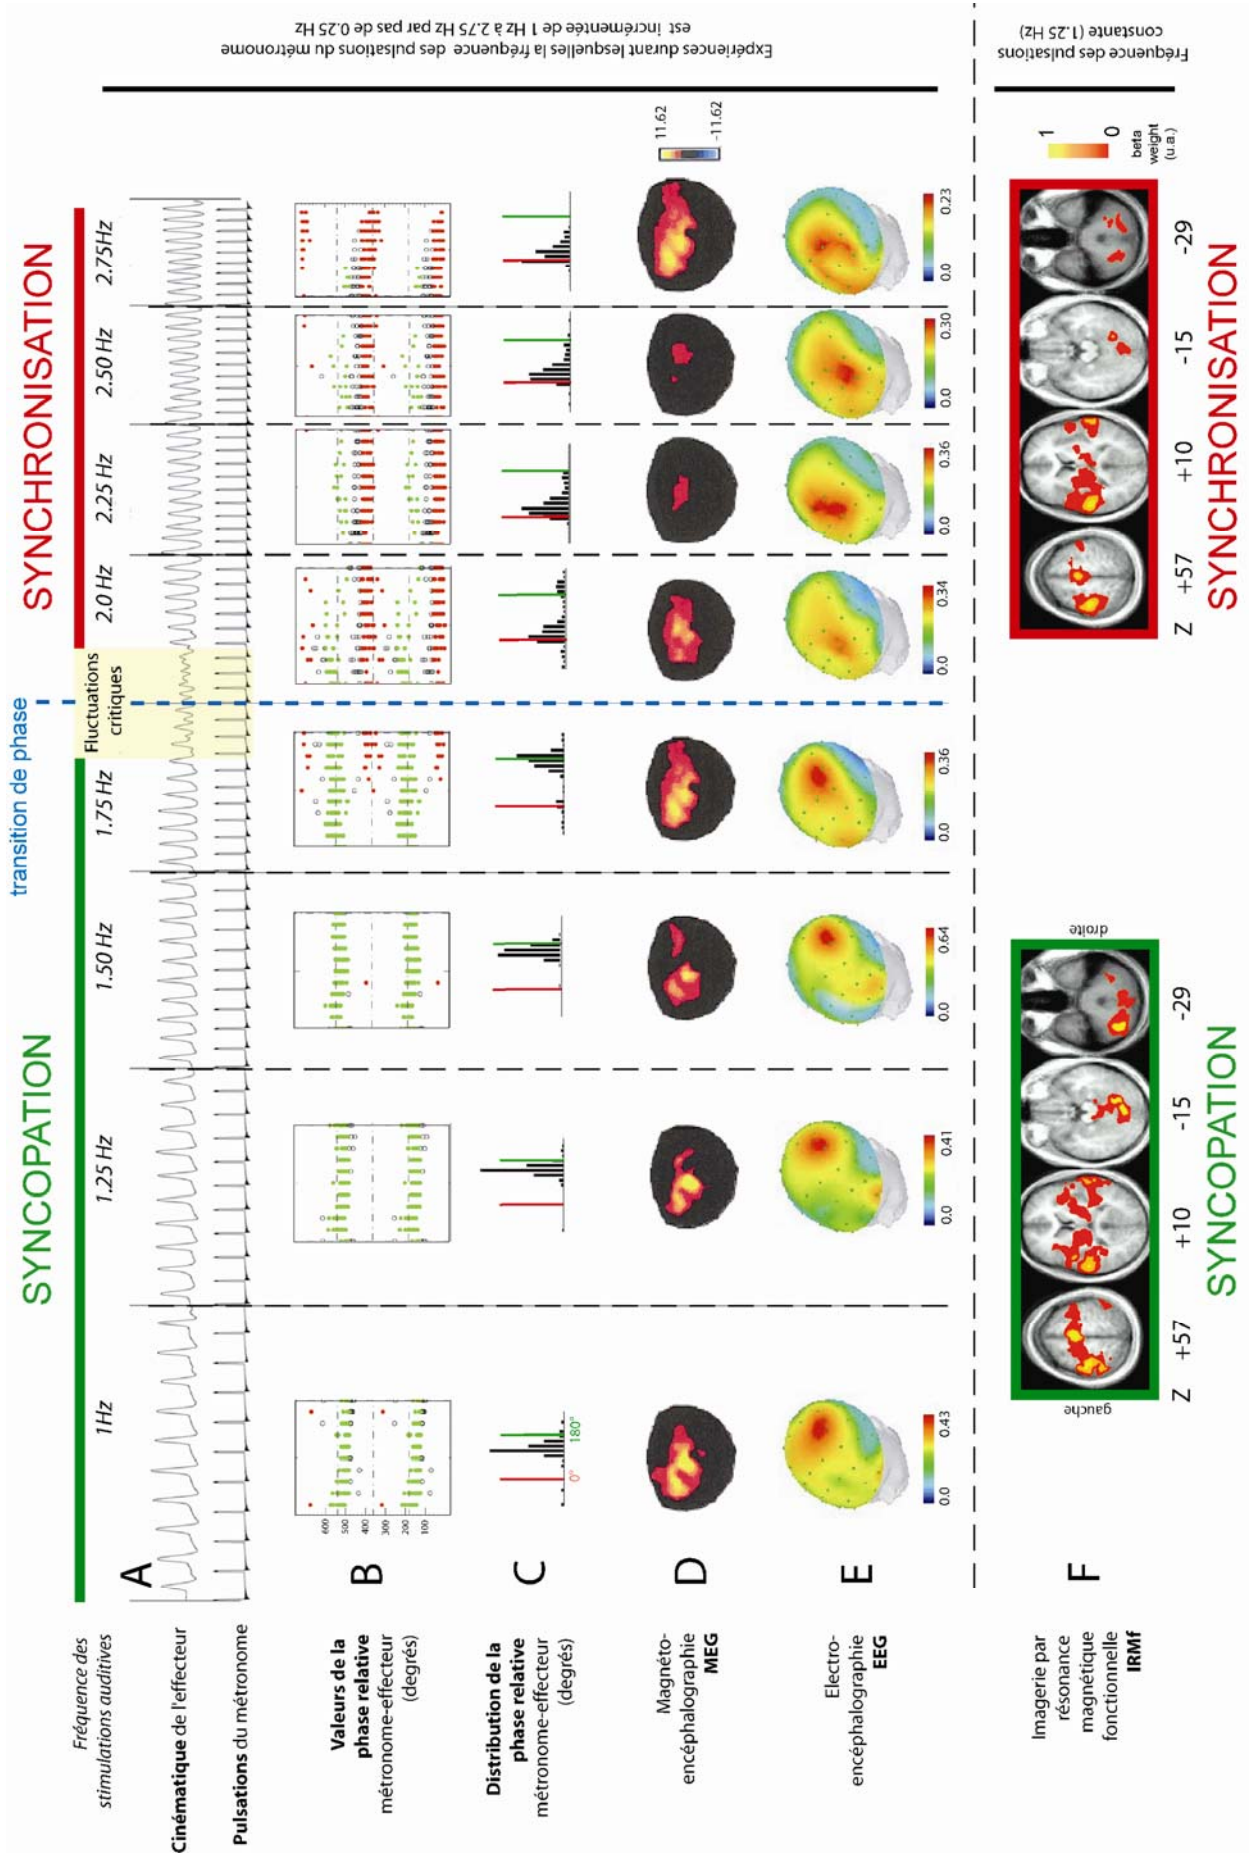 transition de phase
SYNCOPATION
SYNCHRONISATION
Fréquence des
stimulations auditives
1Hz
1.25 Hz
1.50 Hz
1.75 Hz
Fluctuations
critiques
2.0 Hz
2.25 Hz
2.50 Hz
2.75Hz
A
Cinématique de l'effecteur
Pulsations du métronome
B
Valeurs de la
phase relative
métronome-effecteur
(degrés)
600
500
400
300
200
100
C
Distribution de la
phase relative
métronome-effecteur
(degrés)
0°
180°
D
Magnéto-
encéphalographie
MEG
11.62
-11.62
E
Electro-
encéphalographie
EEG
0.0 0.43
0.0 0.41
0.0 0.64
0.0 0.36
0.0 0.34
0.0 0.36
0.0 0.30
0.0 0.23
Expériences durant lesquelles la fréquence des pulsations du métronome
est incrémentée de 1 Hz à 2.75 Hz par pas de 0.25 Hz
F
Imagerie par
résonance
magnétique
fonctionnelle
IRMf
gauche
droite
Z +57 +10 -15 -29
SYNCOPATION
Z +57 +10 -15 -29
SYNCHRONISATION
1
0
beta
weight
(u.a.)
Fréquence des pulsations
constante (1.25 Hz)